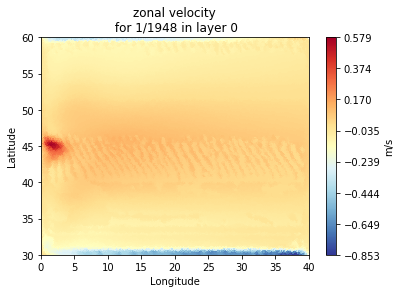 zonal velocity
for 1/1948 in layer 0
60
55
50
45
40
35
30
Latitude
0 5 10 15 20 25 30 35 40
Longitude
0.579
0.374
0.170
−0.035
−0.239
−0.444
−0.649
−0.853
m/s